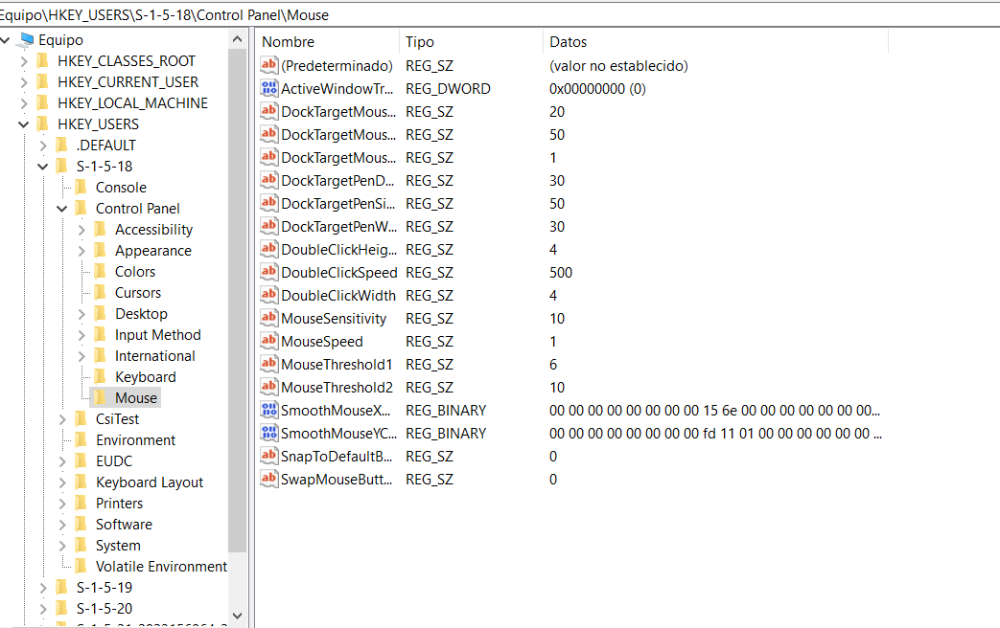 Equipo\HKEY_USERS\S-1-5-18\Control Panel\Mouse
Equipo
HKEY_CLASSES_ROOT
HKEY_CURRENT_USER
HKEY_LOCAL_MACHINE
HKEY_USERS
.DEFAULT
S-1-5-18
Console
Control Panel
Accessibility
Appearance
Colors
Cursors
Desktop
Input Method
International
Keyboard
Mouse
CsiTest
Environment
EUDC
Keyboard Layout
Printers
Software
System
Volatile Environment
S-1-5-19
S-1-5-20
Nombre Tipo Datos
(Predeterminado) REG_SZ (valor no establecido)
ActiveWindowTr... REG_DWORD 0x00000000 (0)
DockTargetMous... REG_SZ 20
DockTargetMous... REG_SZ 50
DockTargetMous... REG_SZ 1
DockTargetPenD... REG_SZ 30
DockTargetPenSi... REG_SZ 50
DockTargetPenW... REG_SZ 30
DoubleClickHeig... REG_SZ 4
DoubleClickSpeed REG_SZ 500
DoubleClickWidth REG_SZ 4
MouseSensitivity REG_SZ 10
MouseSpeed REG_SZ 1
MouseThreshold1 REG_SZ 6
MouseThreshold2 REG_SZ 10
SmoothMouseX... REG_BINARY 00 00 00 00 00 00 00 00 15 6e 00 00 00 00 00 00 00...
SmoothMouseYC... REG_BINARY 00 00 00 00 00 00 00 00 fd 11 01 00 00 00 00 00 00 ...
SnapToDefaultB... REG_SZ 0
SwapMouseButt... REG_SZ 0